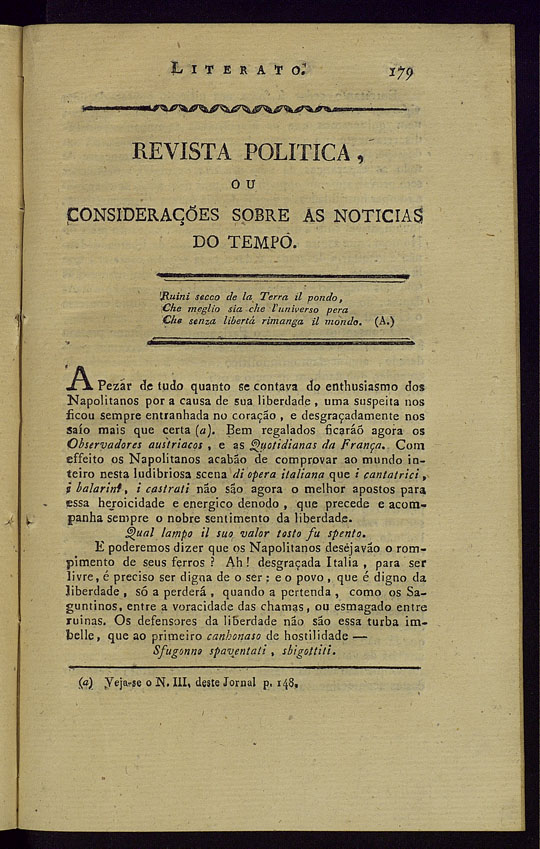 LITERATO. 179
REVISTA POLITICA,
OU
CONSIDERAÇÕES SOBRE AS NOTICIAS
DO TEMPO.
Ruini secco de la Terra il pondo,
Che meglio sia che l'universo pera
Che senza libertá rimanga il mondo. (A.)
A Pezár de tudo quanto se contava do enthusiasmo dos
Napolitanos por a causa de sua liberdade, uma suspeita nos
ficou sempre entranhada no coração, e desgraçadamente nos
saío mais que certa (a). Bem regalados ficaráõ agora os
Observadores austriacos, e as Quotidianas da França. Com
effeito os Napolitanos acabão de comprovar ao mundo in-
teiro nesta ludibriosa scena di opera italiana que i cantatrici,
i balarini, i castrati não são agora o melhor apostos para
essa heroicidade e energico denodo, que precede e acom-
panha sempre o nobre sentimento da liberdade.
Qual lampo il suo valor tosto fu spento.
E poderemos dizer que os Napolitanos desejavão o rom-
pimento de seus ferros? Ah! desgraçada Italia, para ser
livre, é preciso ser digna de o ser; e o povo, que é digno da
liberdade, só a perderá, quando a pertenda, como os Sa-
guntinos, entre a voracidade das chamas, ou esmagado entre
ruinas. Os defensores da liberdade não são essa turba im-
belle, que ao primeiro canhonaso de hostilidade —
Sfugonno spaventati, sbigottiti.
(a) Veja-se o N. III, deste Jornal p. 148.